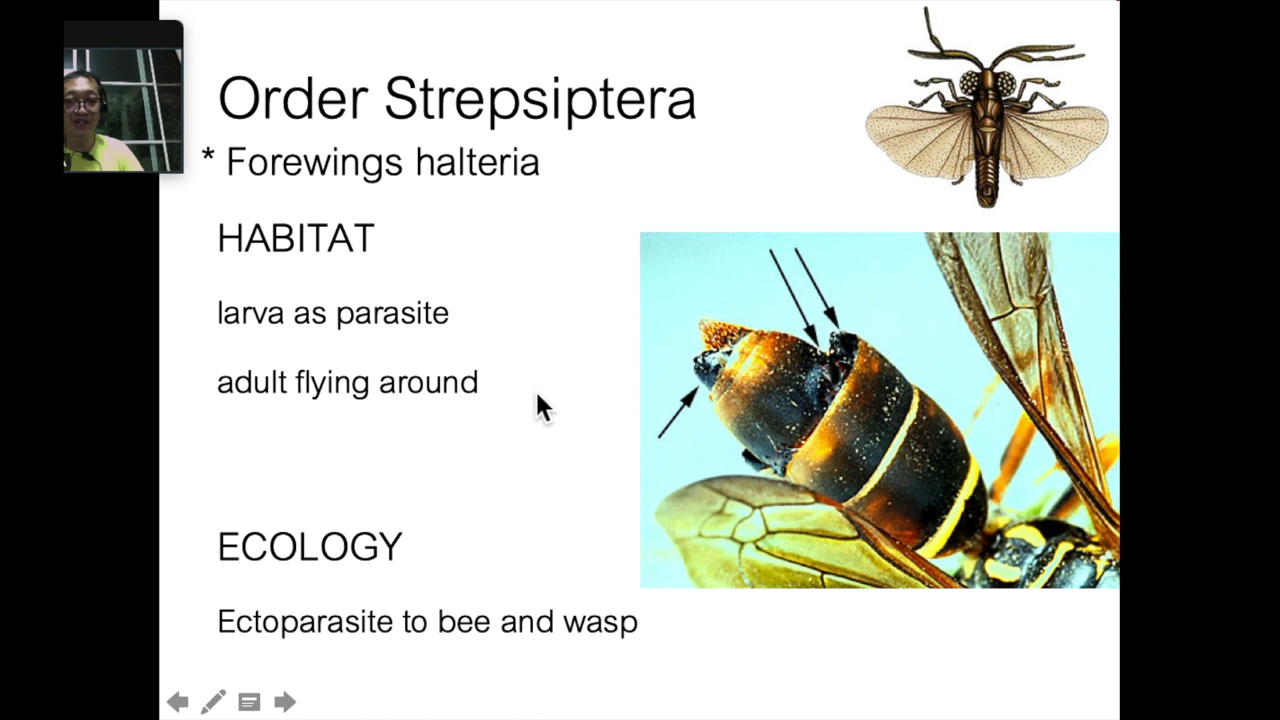 Order Strepsiptera
* Forewings halteria
HABITAT
larva as parasite
adult flying around
ECOLOGY
Ectoparasite to bee and wasp